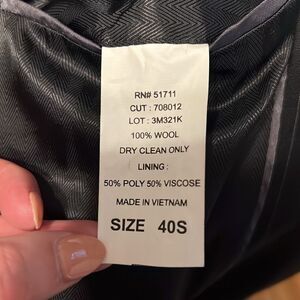 RN# 51711
CUT : 708012
LOT : 3M321K
100% WOOL
DRY CLEAN ONLY
LINING :
50% POLY 50% VISCOSE
MADE IN VIETNAM
SIZE 40S